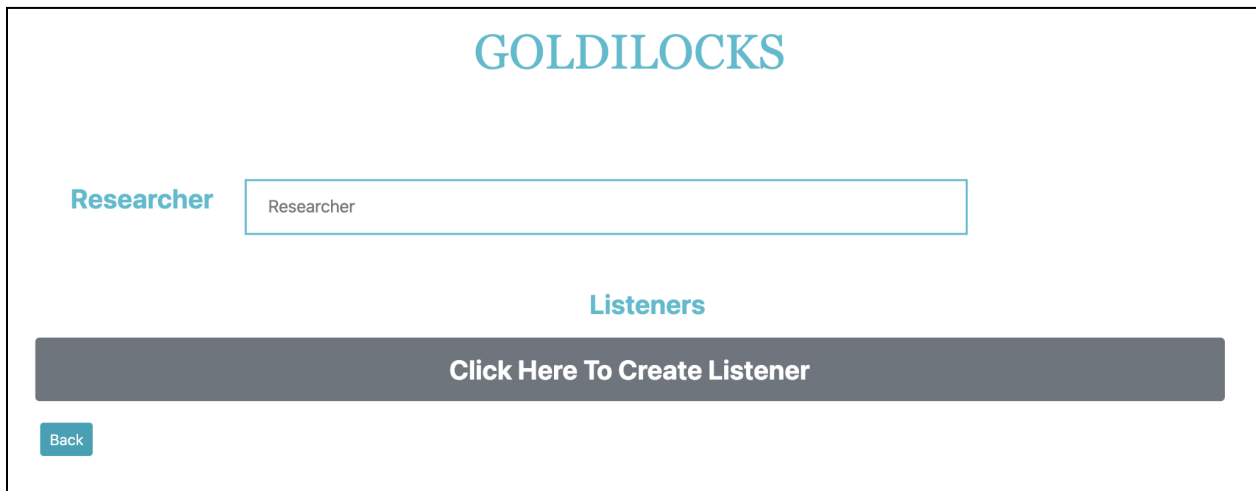 GOLDILOCKS
Researcher Researcher
Listeners
Click Here To Create Listener
Back